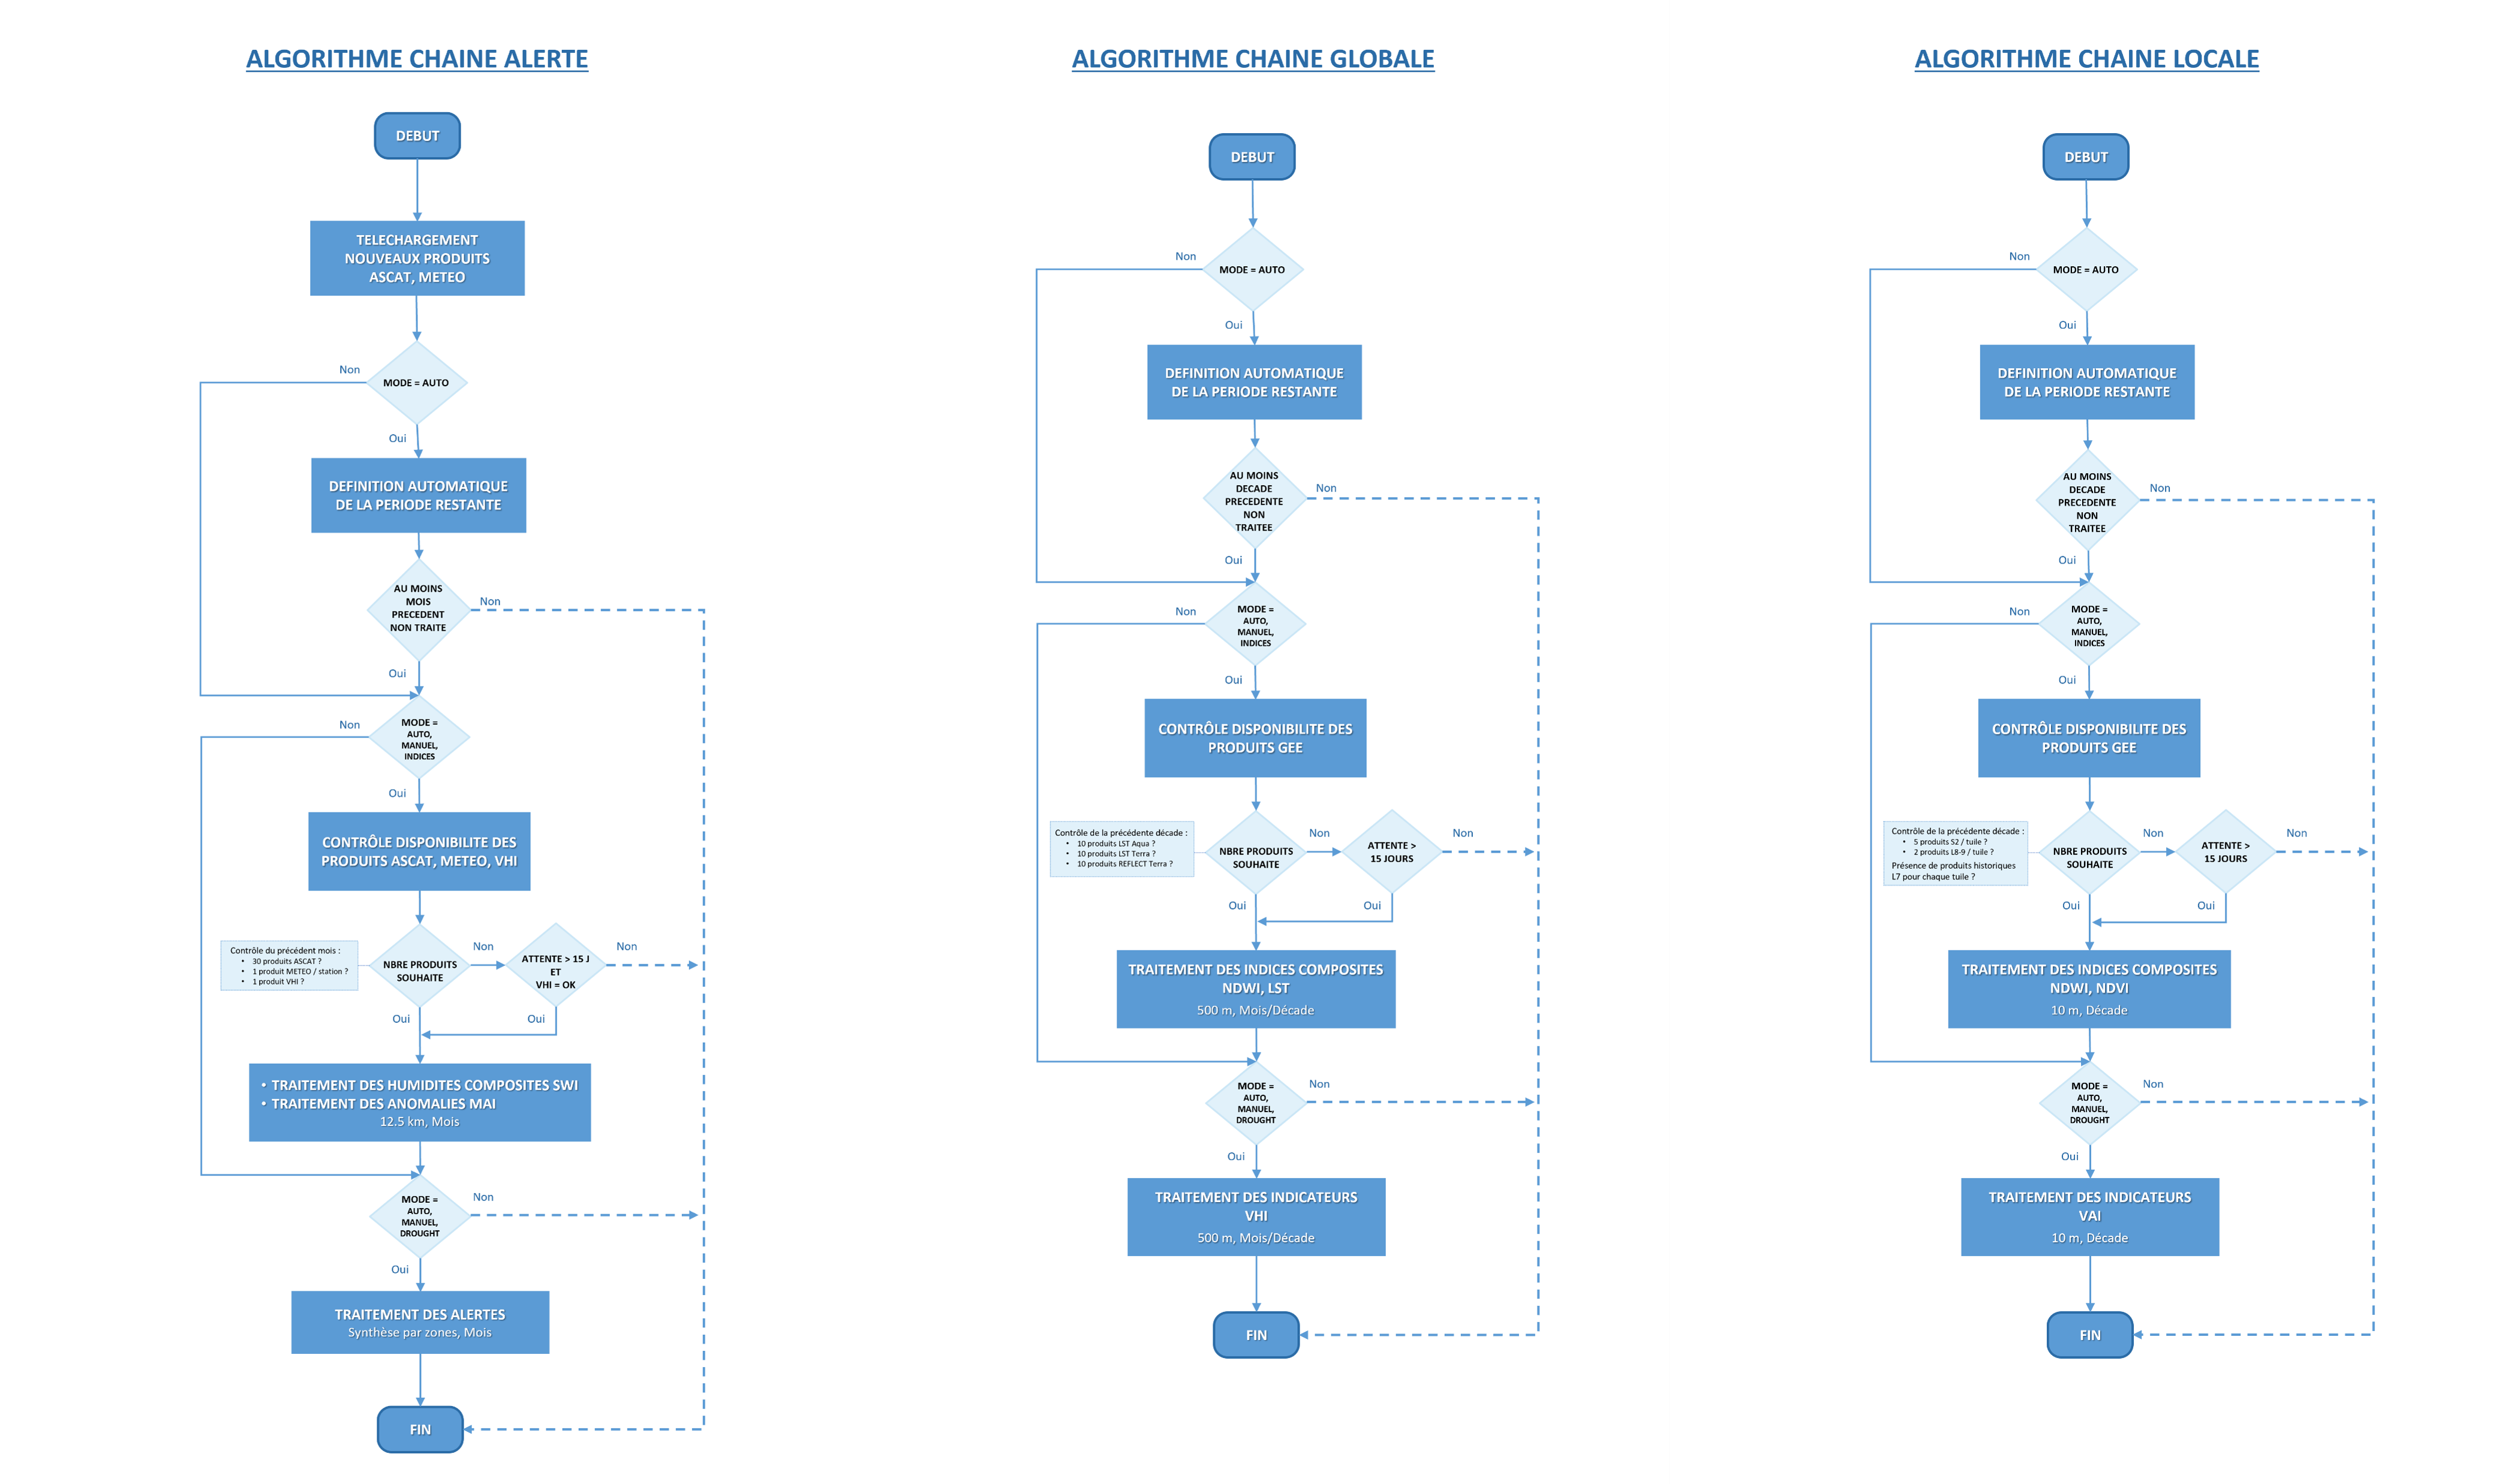 ALGORITHME CHAINE ALERTE
DEBUT
TELECHARGEMENT
NOUVEAUX PRODUITS
ASCAT, METEO
MODE = AUTO
Non
Oui
DEFINITION AUTOMATIQUE
DE LA PERIODE RESTANTE
AU MOINS
MOIS
PRECEDENT
NON TRAITE
Non
Oui
MODE =
AUTO,
MANUEL,
INDICES
Non
Oui
CONTRÔLE DISPONIBILITE DES
PRODUITS ASCAT, METEO, VHI
Contrôle du précédent mois :
• 30 produits ASCAT ?
• 1 produit METEO / station ?
• 1 produit VHI ?
NBRE PRODUITS
SOUHAITE
Non
ATTENTE > 15 J
ET
VHI = OK
Non
Oui
Oui
• TRAITEMENT DES HUMIDITES COMPOSITES SWI
• TRAITEMENT DES ANOMALIES MAI
12.5 km, Mois
MODE =
AUTO,
MANUEL,
DROUGHT
Non
Oui
TRAITEMENT DES ALERTES
Synthèse par zones, Mois
FIN
ALGORITHME CHAINE GLOBALE
DEBUT
MODE = AUTO
Non
Oui
DEFINITION AUTOMATIQUE
DE LA PERIODE RESTANTE
AU MOINS
DECADE
PRECEDENTE
NON
TRAITEE
Non
Oui
MODE =
AUTO,
MANUEL,
INDICES
Non
Oui
CONTRÔLE DISPONIBILITE DES
PRODUITS GEE
Contrôle de la précédente décade :
• 10 produits LST Aqua ?
• 10 produits LST Terra ?
• 10 produits REFLECT Terra ?
NBRE PRODUITS
SOUHAITE
Non
ATTENTE >
15 JOURS
Non
Oui
Oui
TRAITEMENT DES INDICES COMPOSITES
NDWI, LST
500 m, Mois/Décade
MODE =
AUTO,
MANUEL,
DROUGHT
Non
Oui
TRAITEMENT DES INDICATEURS
VHI
500 m, Mois/Décade
FIN
ALGORITHME CHAINE LOCALE
DEBUT
MODE = AUTO
Non
Oui
DEFINITION AUTOMATIQUE
DE LA PERIODE RESTANTE
AU MOINS
DECADE
PRECEDENTE
NON
TRAITEE
Non
Oui
MODE =
AUTO,
MANUEL,
INDICES
Non
Oui
CONTRÔLE DISPONIBILITE DES
PRODUITS GEE
Contrôle de la précédente décade :
• 5 produits S2 / tuile ?
• 2 produits L8-9 / tuile ?
Présence de produits historiques
L7 pour chaque tuile ?
NBRE PRODUITS
SOUHAITE
Non
ATTENTE >
15 JOURS
Non
Oui
Oui
TRAITEMENT DES INDICES COMPOSITES
NDWI, NDVI
10 m, Décade
MODE =
AUTO,
MANUEL,
DROUGHT
Non
Oui
TRAITEMENT DES INDICATEURS
VAI
10 m, Décade
FIN